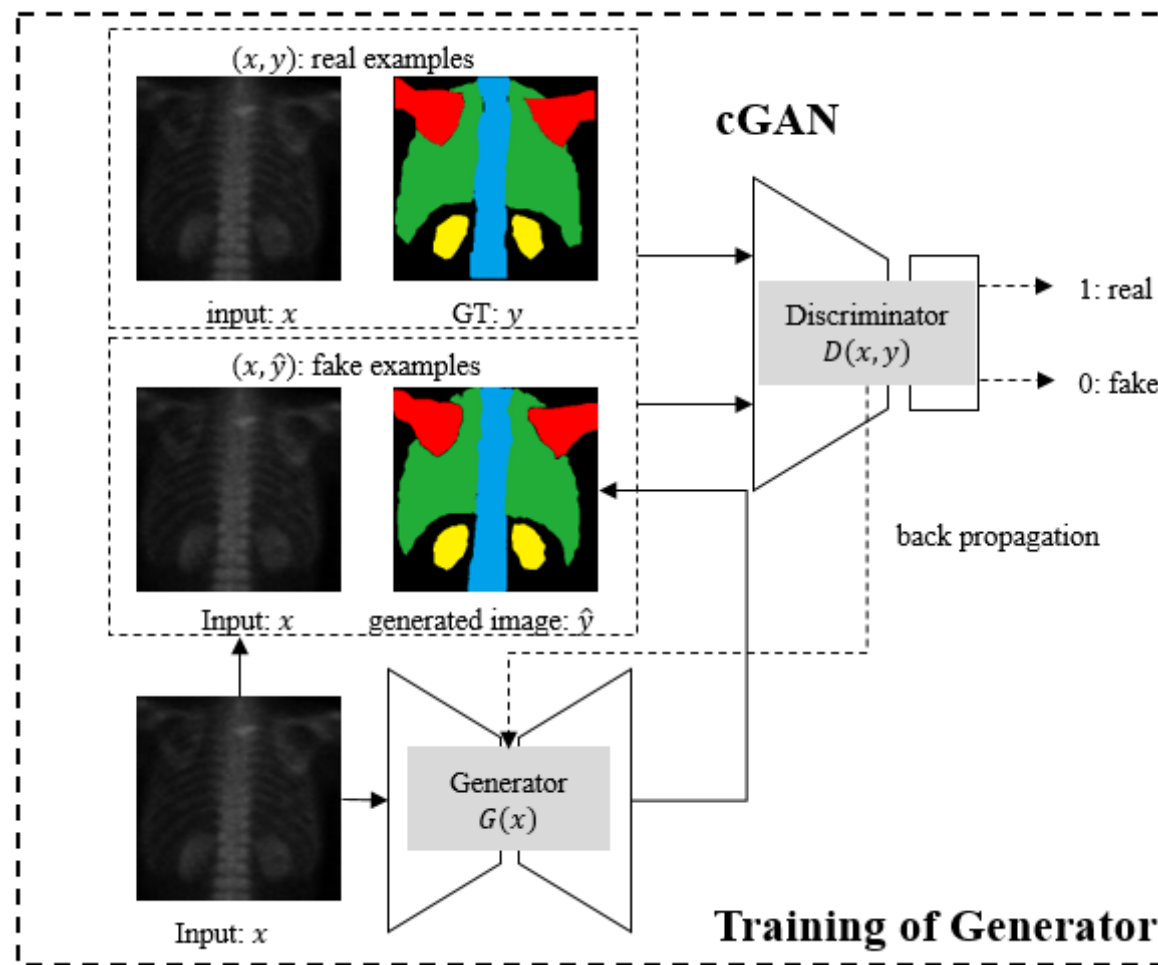 (x, y): real examples
cGAN
input: x
GT: y
Discriminator
D(x, y)
1: real
0: fake
(x, ŷ): fake examples
Input: x
generated image: ŷ
back propagation
Generator
G(x)
Input: x
Training of Generator